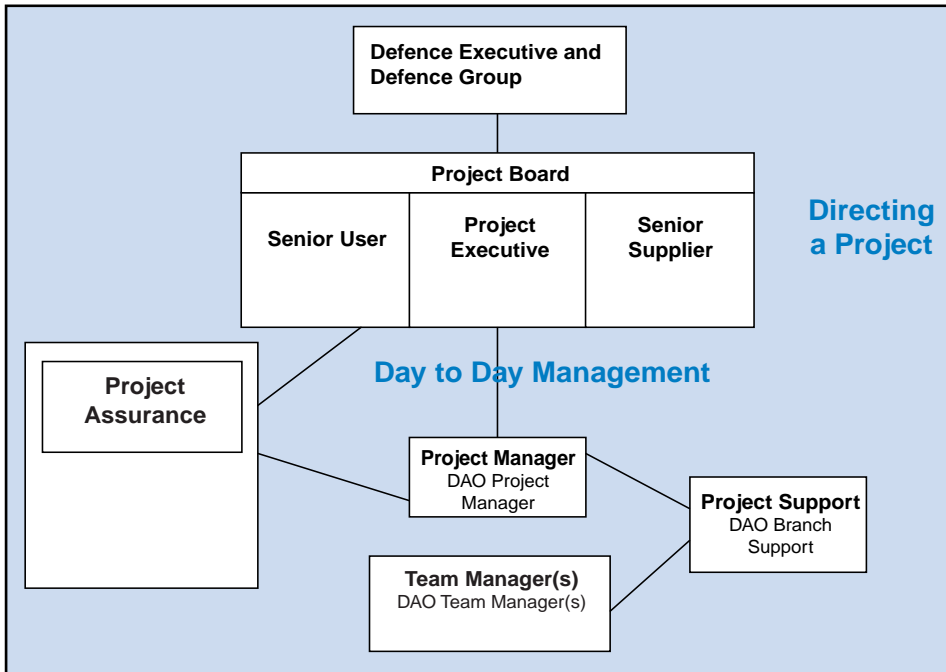 Defence Executive and
Defence Group
Project Board
Senior User
Project
Executive
Senior
Supplier
Directing
a Project
Day to Day Management
Project
Assurance
Project Manager
DAO Project
Manager
Project Support
DAO Branch
Support
Team Manager(s)
DAO Team Manager(s)